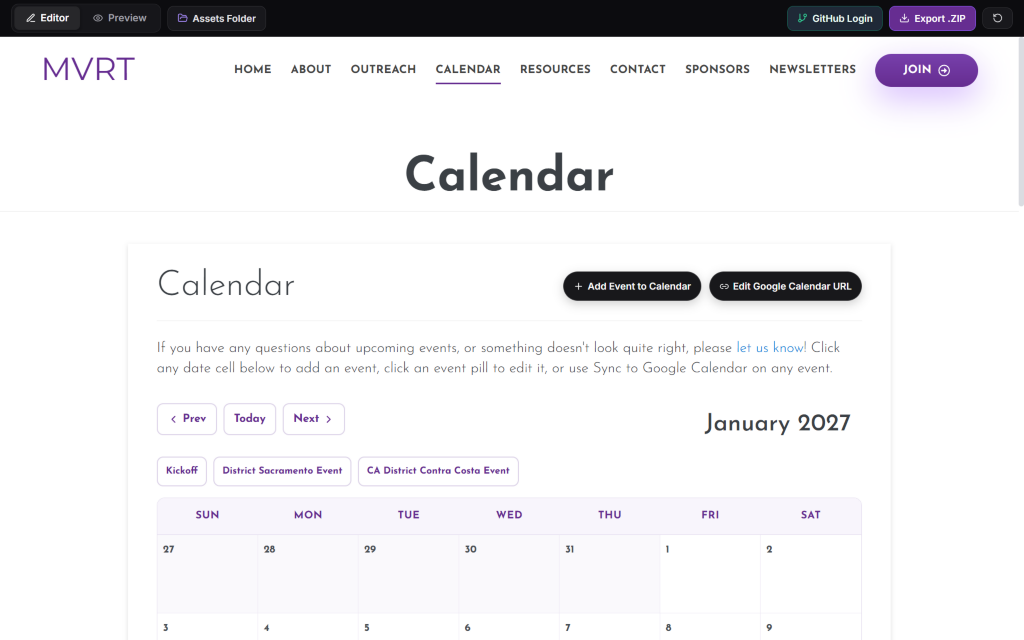 Editor Preview Assets Folder GitHub Login Export .ZIP
MVRT HOME ABOUT OUTREACH CALENDAR RESOURCES CONTACT SPONSORS NEWSLETTERS JOIN
Calendar
Calendar + Add Event to Calendar Edit Google Calendar URL
If you have any questions about upcoming events, or something doesn't look quite right, please let us know! Click
any date cell below to add an event, click an event pill to edit it, or use Sync to Google Calendar on any event.
Prev Today Next January 2027
Kickoff District Sacramento Event CA District Contra Costa Event
SUN MON TUE WED THU FRI SAT
27 28 29 30 31 1 2
3 4 5 6 7 8 9